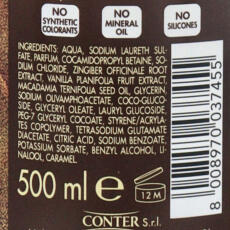 NO
SYNTHETIC
COLORANTS
NO
MINERAL
OIL
NO
SILICONES
INGREDIENTS: AQUA, SODIUM LAURETH SUL-
FATE, PARFUM, COCAMIDOPROPYL BETAINE, SO-
DIUM CHLORIDE, ZINGIBER OFFICINALE ROOT
EXTRACT, VANILLA PLANIFOLIA FRUIT EXTRACT,
MACADAMIA TERNIFOLIA SEED OIL, GLYCERIN,
SODIUM OLIVAMPHOACETATE, COCO-GLUCO-
SIDE, GLYCERYL OLEATE, LAURYL GLUCOSIDE,
PEG-7 GLYCERYL COCOATE, STYRENE/ACRYLA-
TES COPOLYMER, TETRASODIUM GLUTAMATE
DIACETATE, CITRIC ACID, SODIUM BENZOATE,
POTASSIUM SORBATE, BENZYL ALCOHOL, LI-
NALOOL, CARAMEL.
500 ml e
12 M
CONTER S.r.l.
8 008970 037455